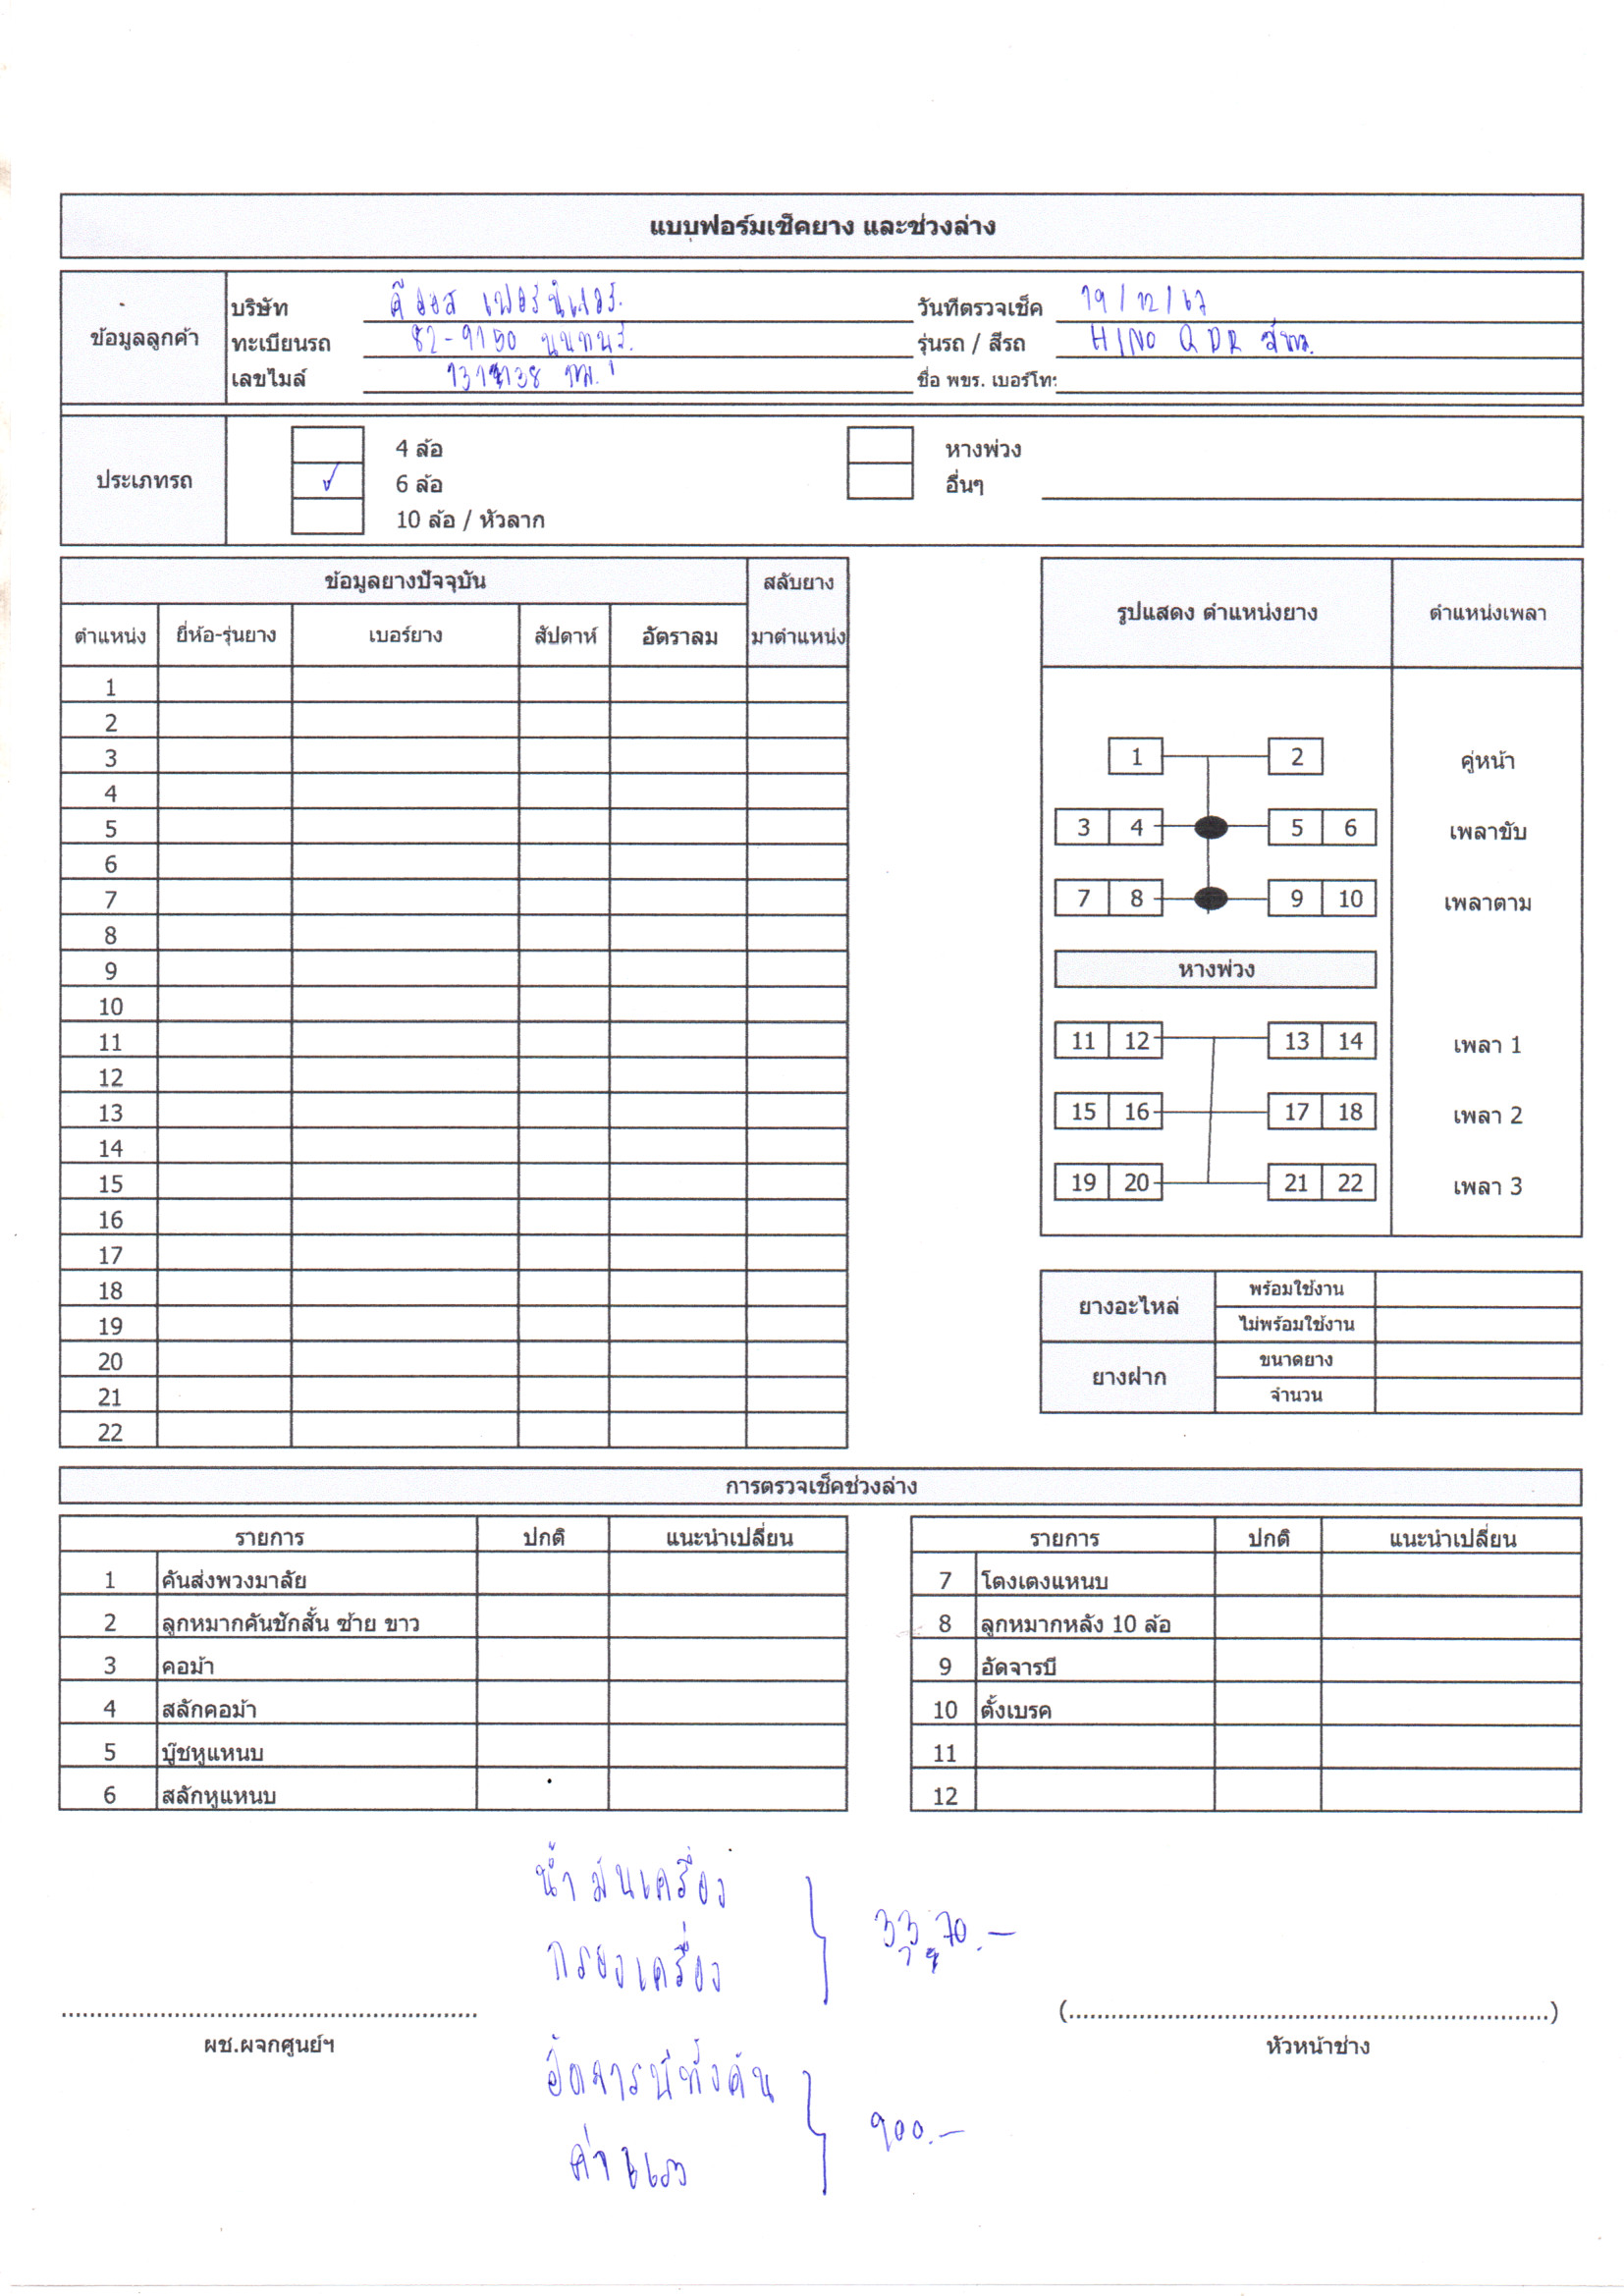 แบบฟอร์มเช็คยาง และช่วงล่าง
ข้อมูลลูกค้า
บริษัท ดีออส เฟอร์นิเจอร์ วันที่ตรวจเช็ค 19/12/67
ทะเบียนรถ 82-9150 นนทบุรี รุ่นรถ / สีรถ HINO
เลขไมล์ กม. ชื่อ พขร. เบอร์โทร
ประเภทรถ
4 ล้อ หางพ่วง
✓ 6 ล้อ อื่นๆ
10 ล้อ / หัวลาก
ข้อมูลยางปัจจุบัน สลับยาง
ตำแหน่ง ยี่ห้อ-รุ่นยาง เบอร์ยาง สัปดาห์ อัตราลม มาตำแหน่ง
1
2
3
4
5
6
7
8
9
10
11
12
13
14
15
16
17
18
19
20
21
22
รูปแสดง ตำแหน่งยาง ตำแหน่งเพลา
1 2 คู่หน้า
3 4 5 6 เพลาขับ
7 8 9 10 เพลาตาม
หางพ่วง
11 12 13 14 เพลา 1
15 16 17 18 เพลา 2
19 20 21 22 เพลา 3
ยางอะไหล่ พร้อมใช้งาน
ไม่พร้อมใช้งาน
ยางฝาก ขนาดยาง
จำนวน
การตรวจเช็คช่วงล่าง
รายการ ปกติ แนะนำเปลี่ยน รายการ ปกติ แนะนำเปลี่ยน
1 คันส่งพวงมาลัย 7 โตงเตงแหนบ
2 ลูกหมากคันชักสั้น ซ้าย ขาว 8 ลูกหมากหลัง 10 ล้อ
3 คอม้า 9 อัดจารบี
4 สลักคอม้า 10 ตั้งเบรค
5 บู๊ชหูแหนบ 11
6 สลักหูแหนบ 12
น้ำมันเครื่อง
กรองเครื่อง 3370.-
อัดจารบีทั้งคัน
ค่าแรง 900.-
ผช.ผจกศูนย์ฯ
(..........)
หัวหน้าช่าง